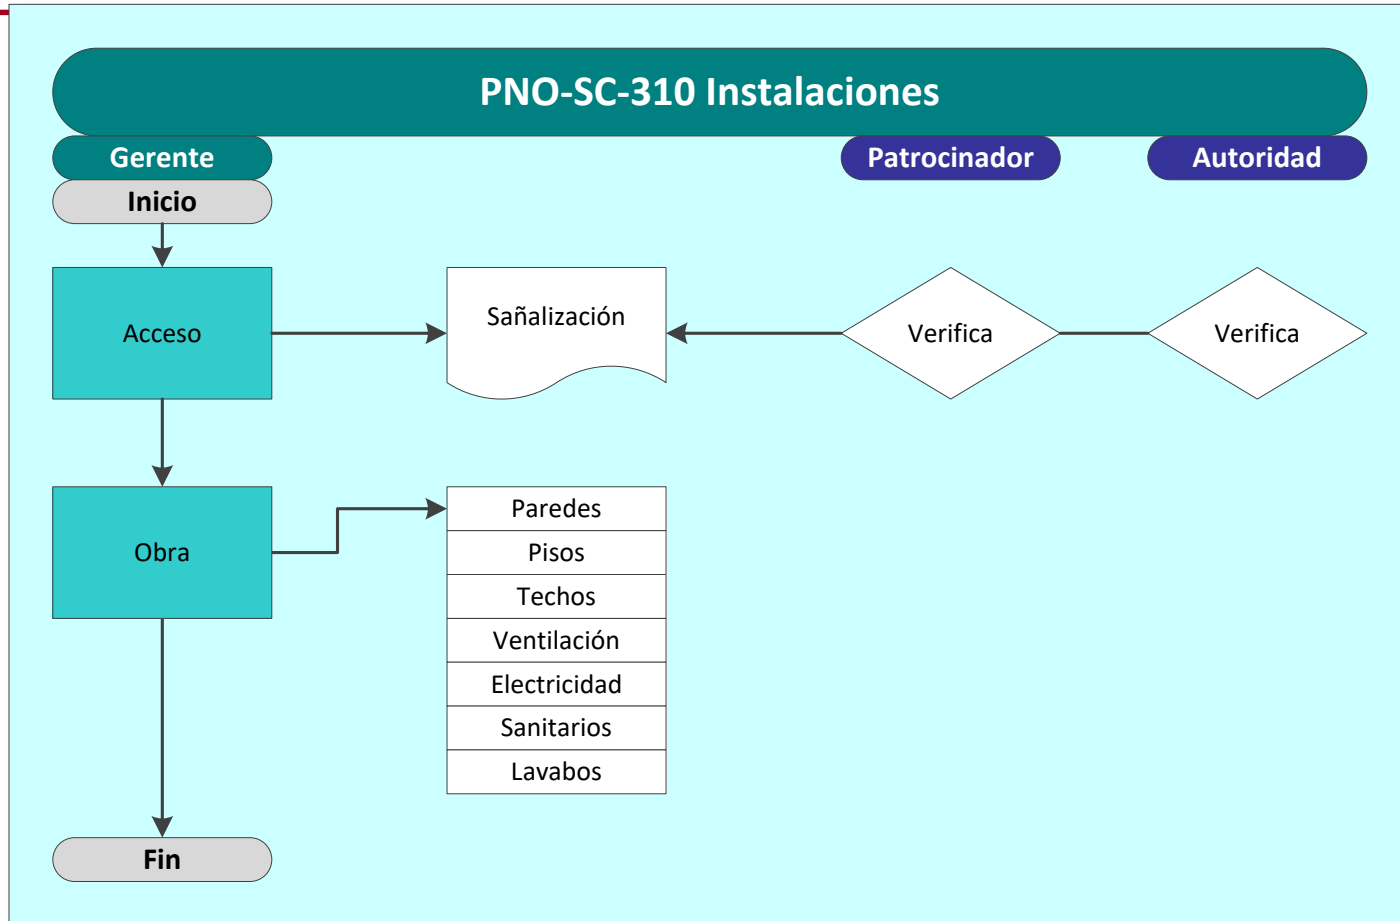 PNO-SC-310 Instalaciones
Gerente
Patrocinador
Autoridad
Inicio
Acceso
Sañalización
Verifica
Verifica
Obra
Paredes
Pisos
Techos
Ventilación
Electricidad
Sanitarios
Lavabos
Fin